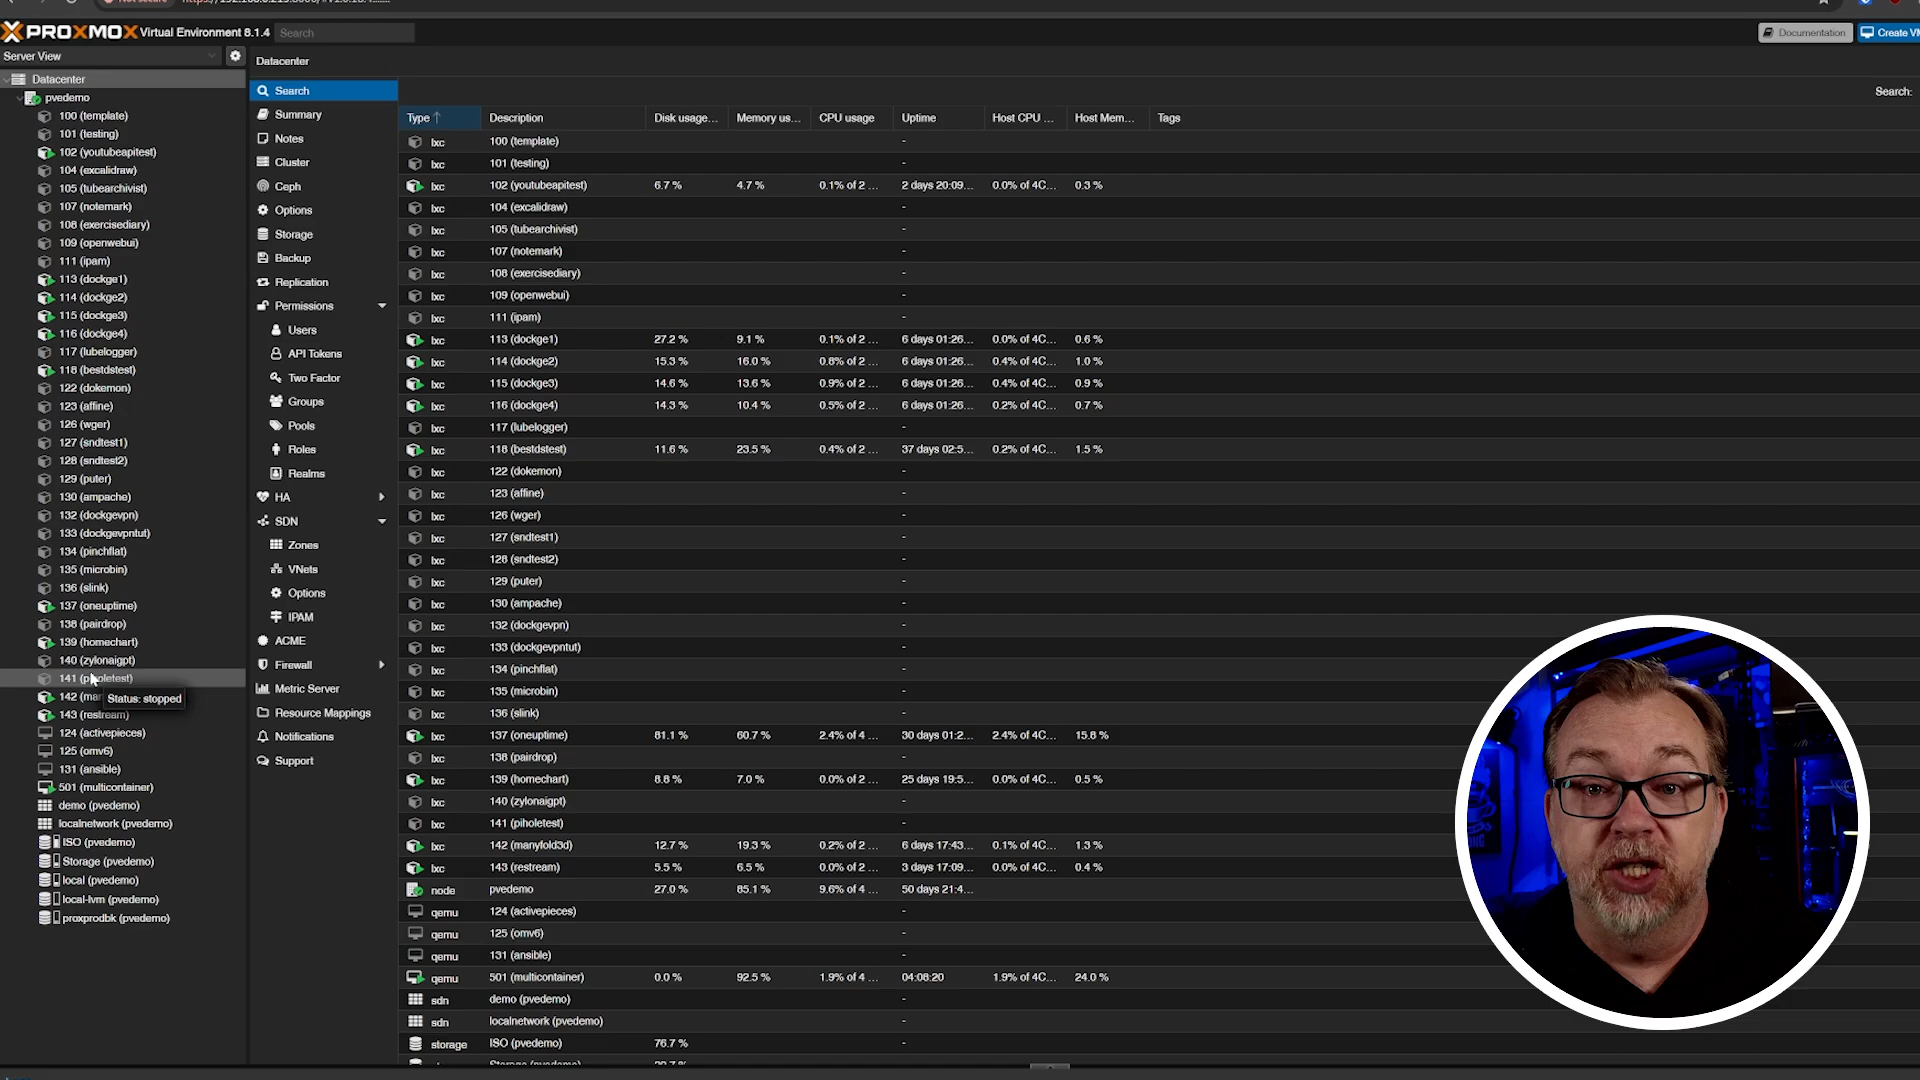 Not secure
PROXMOX Virtual Environment 8.1.4 Search
Documentation
Create VM
Server View
Datacenter
pvedemo
100 (template)
101 (testing)
102 (youtubeapitest)
104 (excalidraw)
105 (tubearchivist)
107 (notemark)
108 (exercisediary)
109 (openwebui)
111 (ipam)
113 (dockge1)
114 (dockge2)
115 (dockge3)
116 (dockge4)
117 (lubelogger)
118 (bestdstest)
122 (dokemon)
123 (affine)
126 (wger)
127 (sndtest1)
128 (sndtest2)
129 (puter)
130 (ampache)
132 (dockgevpn)
133 (dockgevpntut)
134 (pinchflat)
135 (microbin)
136 (slink)
137 (oneuptime)
138 (pairdrop)
139 (homechart)
140 (zylonaigpt)
141 (piholetest)
142 (man
Status: stopped
143 (restream)
124 (activepieces)
125 (omv6)
131 (ansible)
501 (multicontainer)
demo (pvedemo)
localnetwork (pvedemo)
ISO (pvedemo)
Storage (pvedemo)
local (pvedemo)
local-lvm (pvedemo)
proxprodbk (pvedemo)
Datacenter
Search
Summary
Notes
Cluster
Ceph
Options
Storage
Backup
Replication
Permissions
Users
API Tokens
Two Factor
Groups
Pools
Roles
Realms
HA
SDN
Zones
VNets
Options
IPAM
ACME
Firewall
Metric Server
Resource Mappings
Notifications
Support
Search:
Type Description Disk usage... Memory us... CPU usage Uptime Host CPU ... Host Mem... Tags
lxc 100 (template) -
lxc 101 (testing) -
lxc 102 (youtubeapitest) 6.7 % 4.7 % 0.1% of 2 ... 2 days 20:09... 0.0% of 4C... 0.3 %
lxc 104 (excalidraw) -
lxc 105 (tubearchivist) -
lxc 107 (notemark) -
lxc 108 (exercisediary) -
lxc 109 (openwebui) -
lxc 111 (ipam) -
lxc 113 (dockge1) 27.2 % 9.1 % 0.1% of 2 ... 6 days 01:26... 0.0% of 4C... 0.6 %
lxc 114 (dockge2) 15.3 % 16.0 % 0.8% of 2 ... 6 days 01:26... 0.4% of 4C... 1.0 %
lxc 115 (dockge3) 14.6 % 13.6 % 0.9% of 2 ... 6 days 01:26... 0.4% of 4C... 0.9 %
lxc 116 (dockge4) 14.3 % 10.4 % 0.5% of 2 ... 6 days 01:26... 0.2% of 4C... 0.7 %
lxc 117 (lubelogger) -
lxc 118 (bestdstest) 11.6 % 23.5 % 0.4% of 2 ... 37 days 02:5... 0.2% of 4C... 1.5 %
lxc 122 (dokemon) -
lxc 123 (affine) -
lxc 126 (wger) -
lxc 127 (sndtest1) -
lxc 128 (sndtest2) -
lxc 129 (puter) -
lxc 130 (ampache) -
lxc 132 (dockgevpn) -
lxc 133 (dockgevpntut) -
lxc 134 (pinchflat) -
lxc 135 (microbin) -
lxc 136 (slink) -
lxc 137 (oneuptime) 81.1 % 60.7 % 2.4% of 4 ... 30 days 01:2... 2.4% of 4C... 15.8 %
lxc 138 (pairdrop) -
lxc 139 (homechart) 8.8 % 7.0 % 0.0% of 2 ... 25 days 19:5... 0.0% of 4C... 0.5 %
lxc 140 (zylonaigpt) -
lxc 141 (piholetest) -
lxc 142 (manyfold3d) 12.7 % 19.3 % 0.2% of 2 ... 6 days 17:43... 0.1% of 4C... 1.3 %
lxc 143 (restream) 5.5 % 6.5 % 0.0% of 2 ... 3 days 17:09... 0.0% of 4C... 0.4 %
node pvedemo 27.0 % 85.1 % 9.6% of 4 ... 50 days 21:4...
qemu 124 (activepieces) -
qemu 125 (omv6) -
qemu 131 (ansible) -
qemu 501 (multicontainer) 0.0 % 92.5 % 1.9% of 4 ... 04:08:20 1.9% of 4C... 24.0 %
sdn demo (pvedemo) -
sdn localnetwork (pvedemo) -
storage ISO (pvedemo) 76.7 % -
Storage (pvedemo)